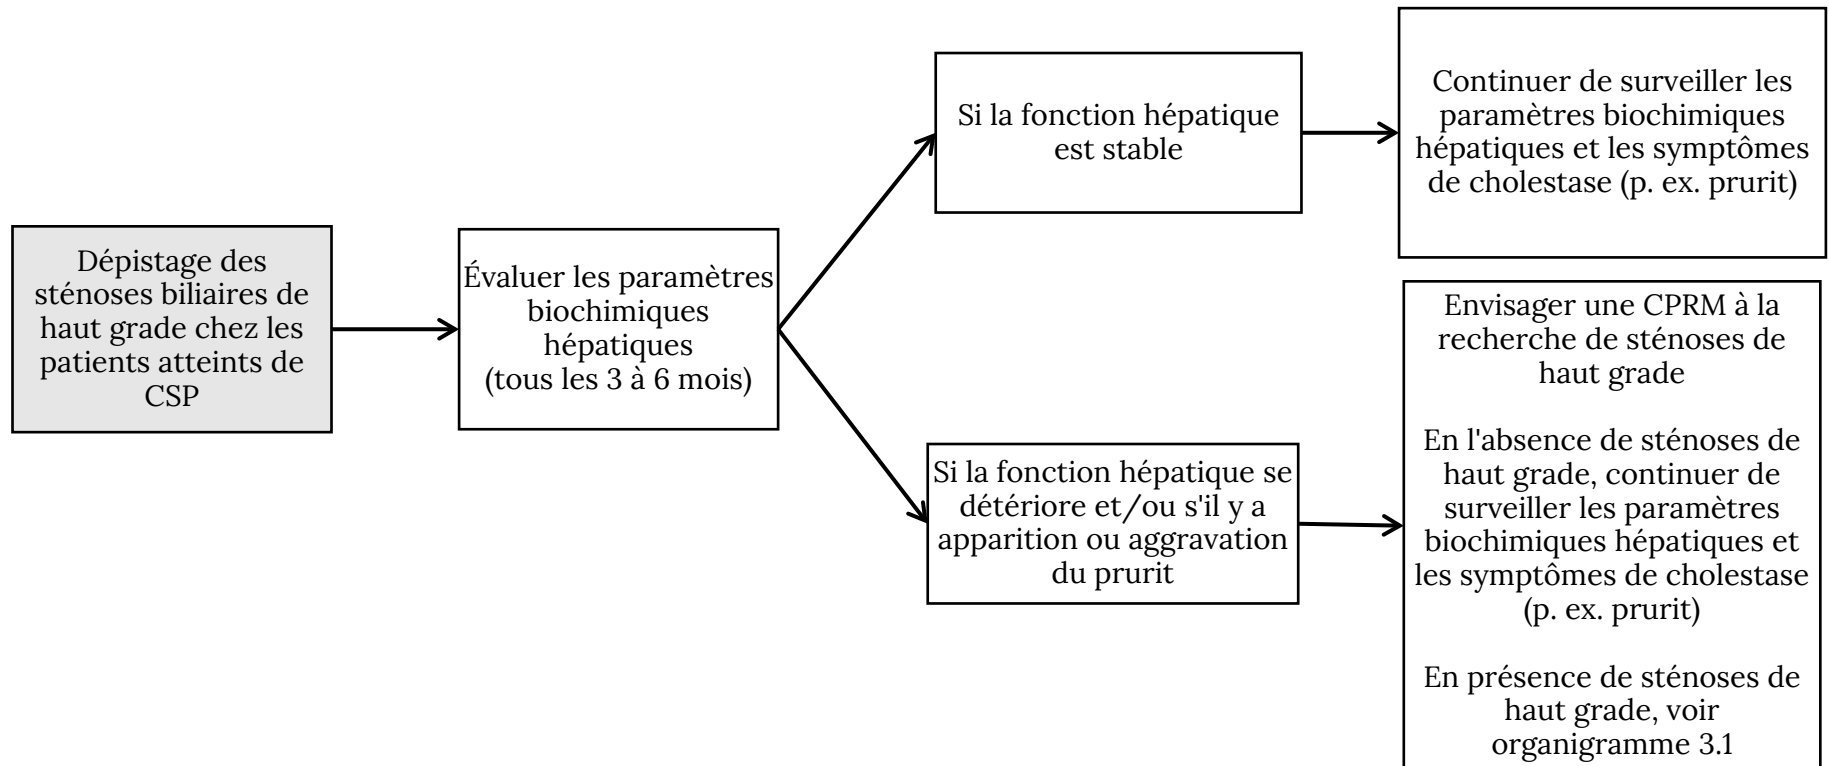 Dépistage des
sténoses biliaires de
haut grade chez les
patients atteints de
CSP
Évaluer les paramètres
biochimiques
hépatiques
(tous les 3 à 6 mois)
Si la fonction hépatique
est stable
Continuer de surveiller les
paramètres biochimiques
hépatiques et les symptômes
de cholestase (p. ex. prurit)
Si la fonction hépatique se
détériore et/ou s'il y a
apparition ou aggravation
du prurit
Envisager une CPRM à la
recherche de sténoses de
haut grade
En l'absence de sténoses de
haut grade, continuer de
surveiller les paramètres
biochimiques hépatiques et
les symptômes de cholestase
(p. ex. prurit)
En présence de sténoses de
haut grade, voir
organigramme 3.1